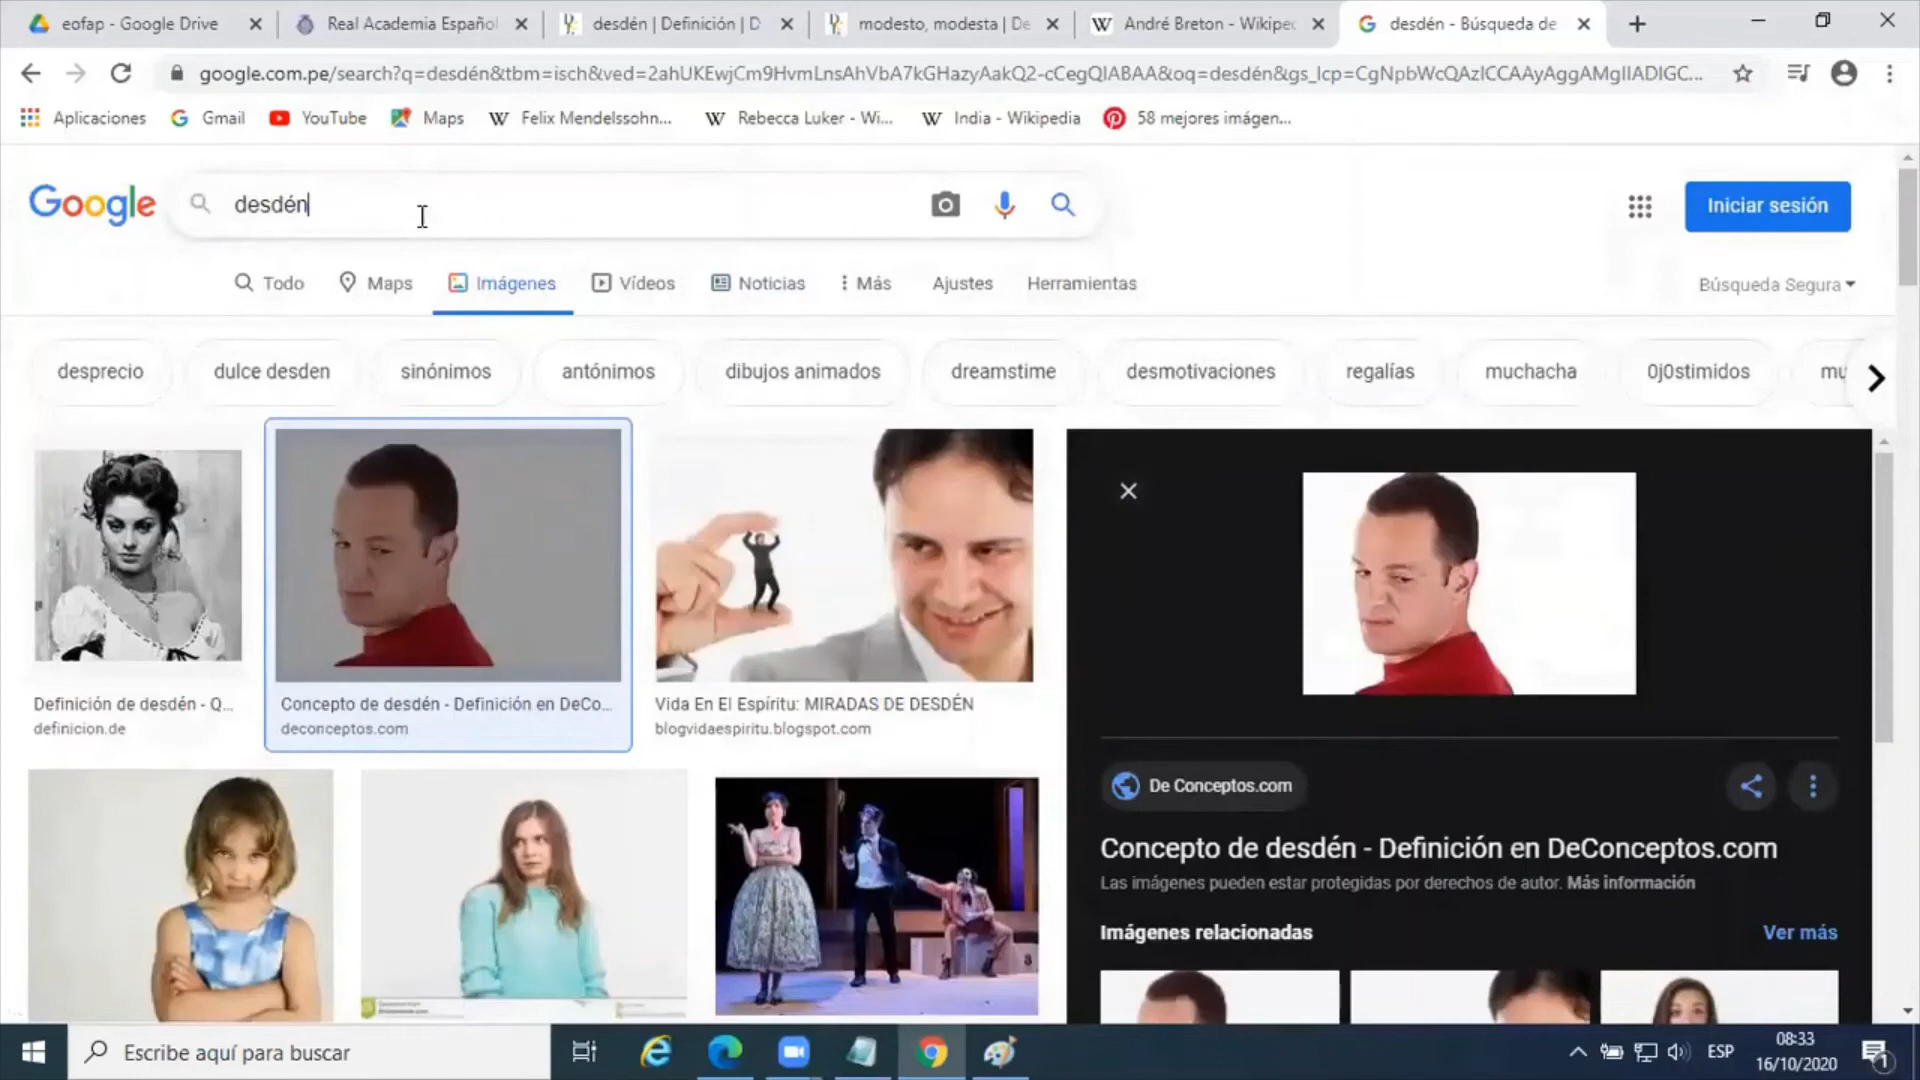 eofap - Google Drive
Real Academia Español
desdén | Definición | D
modesto, modesta | De
André Breton - Wikipec
desdén - Búsqueda de
google.com.pe/search?q=desdén&tbm=isch&ved=2ahUKEwjCm9HvmLnsAhVbA7kGHazyAakQ2-cCegQIABAA&oq=desdén&gs_lcp=CgNpbWcQAzICCAAyAggAMgIIADIGC...
Aplicaciones
Gmail
YouTube
Maps
Felix Mendelssohn...
Rebecca Luker - Wi...
India - Wikipedia
58 mejores imágen...
Google
desdén
Iniciar sesión
Todo
Maps
Imágenes
Vídeos
Noticias
Más
Ajustes
Herramientas
Búsqueda Segura
desprecio
dulce desden
sinónimos
antónimos
dibujos animados
dreamstime
desmotivaciones
regalías
muchacha
0j0stimidos
mu
Definición de desdén - Q...
definicion.de
Concepto de desdén - Definición en DeCo...
deconceptos.com
Vida En El Espíritu: MIRADAS DE DESDÉN
blogvidaespiritu.blogspot.com
De Conceptos.com
Concepto de desdén - Definición en DeConceptos.com
Las imágenes pueden estar protegidas por derechos de autor. Más información
Imágenes relacionadas
Ver más
Escribe aquí para buscar
ESP
08:33
16/10/2020
1